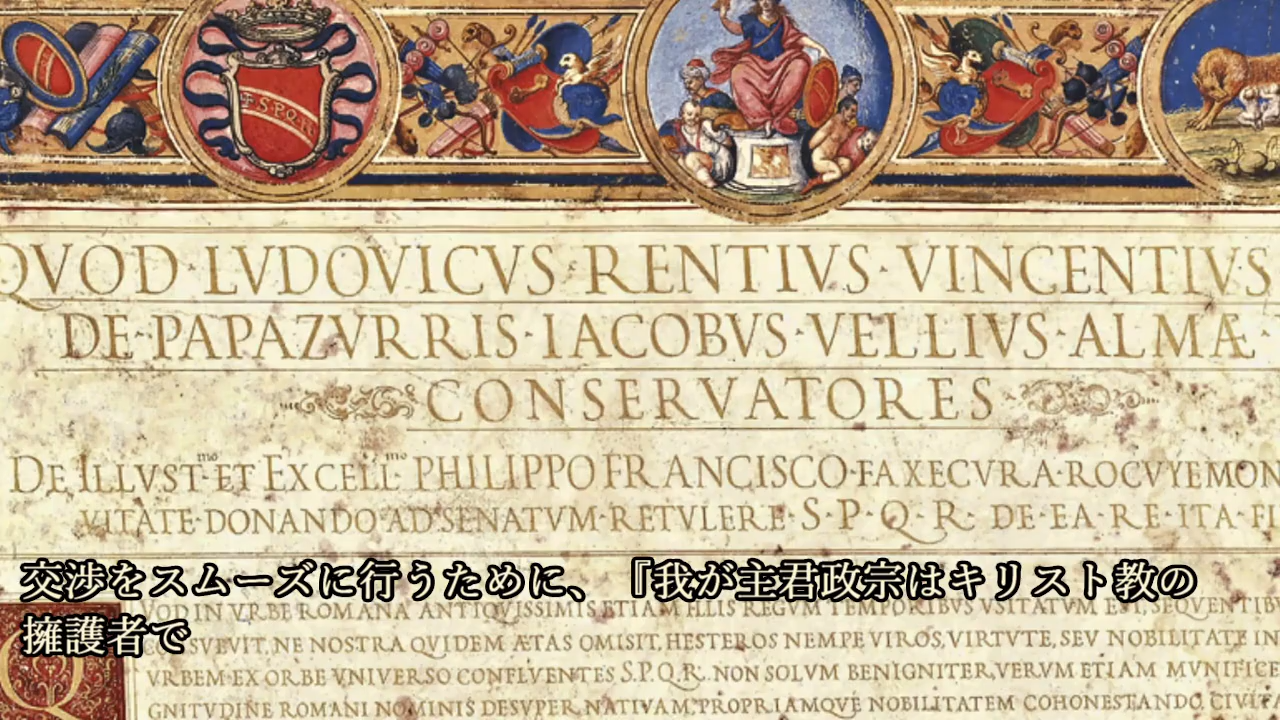 S.P.Q.R
QVOD·LVDOVICVS·RENTIVS·VINCENTIVS
DE·PAPAZVRRIS·IACOBVS·VELLIVS·ALMÆ·
CONSERVATORES
DE ILLVST.mo ET EXCELL.mo PHILIPPO FRANCISCO·FAXECVRA·ROCVYEMON
VITATE·DONANDO·AD·SENATVM·RETVLERE·S·P·Q·R·DE·EA·RE·ITA·FI
交渉をスムーズに行うために、『我が主君政宗はキリスト教の
擁護者で
VOD IN VRBE ROMANA ANTIQVISSIMIS ETIAM ILLIS REGVM TEMPORIBVS VSITATVM EST, SEQVENTIB
SVEVIT, NE NOSTRA QVIDEM ÆTAS OMISIT, HESTEROS NEMPE VIROS, VIRTVTE, SEV NOBILITATE IN
VRBEM EX ORBE VNIVERSO CONFLVENTES S.P.Q.R. NON SOLVM BENIGNITER, VERVM ETIAM MVNIFICE
GNITVDINE ROMANI NOMINIS DESVPER NATIVAM, PROPRIAMQVE NOBILITATEM COHONESTANDO, CIVIT